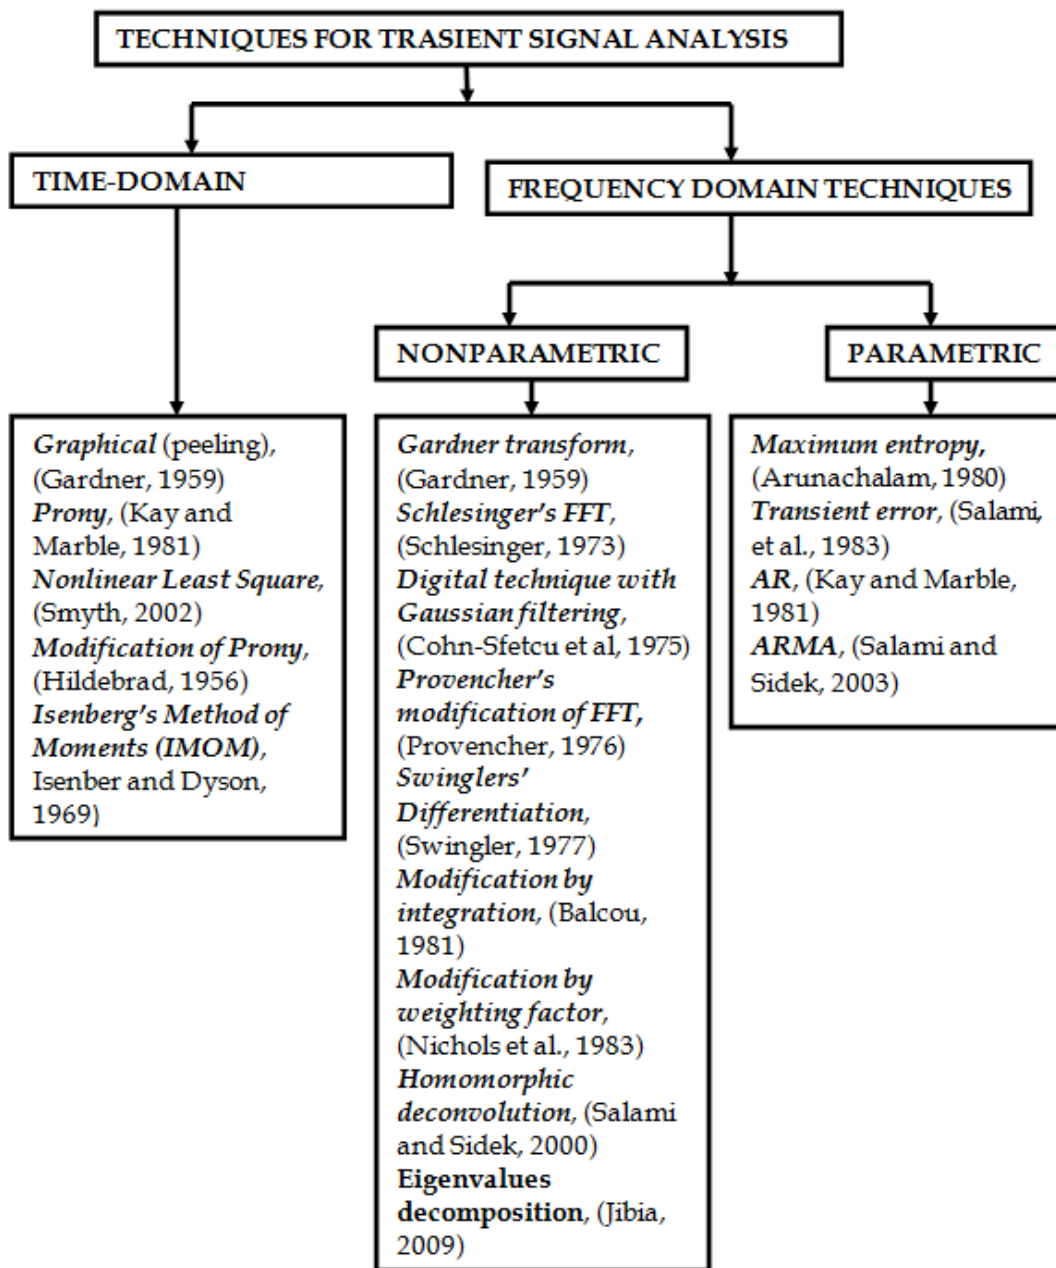 TECHNIQUES FOR TRASIENT SIGNAL ANALYSIS
TIME-DOMAIN
FREQUENCY DOMAIN TECHNIQUES
NONPARAMETRIC
PARAMETRIC
Graphical (peeling),
(Gardner, 1959)
Prony, (Kay and
Marble, 1981)
Nonlinear Least Square,
(Smyth, 2002)
Modification of Prony,
(Hildebrad, 1956)
Isenberg's Method of
Moments (IMOM),
Isenber and Dyson,
1969)
Gardner transform,
(Gardner, 1959)
Schlesinger's FFT,
(Schlesinger, 1973)
Digital technique with
Gaussian filtering,
(Cohn-Sfetcu et al, 1975)
Provencher's
modification of FFT,
(Provencher, 1976)
Swinglers'
Differentiation,
(Swingler, 1977)
Modification by
integration, (Balcou,
1981)
Modification by
weighting factor,
(Nichols et al., 1983)
Homomorphic
deconvolution, (Salami
and Sidek, 2000)
Eigenvalues
decomposition, (Jibia,
2009)
Maximum entropy,
(Arunachalam, 1980)
Transient error, (Salami,
et al., 1983)
AR, (Kay and Marble,
1981)
ARMA, (Salami and
Sidek, 2003)